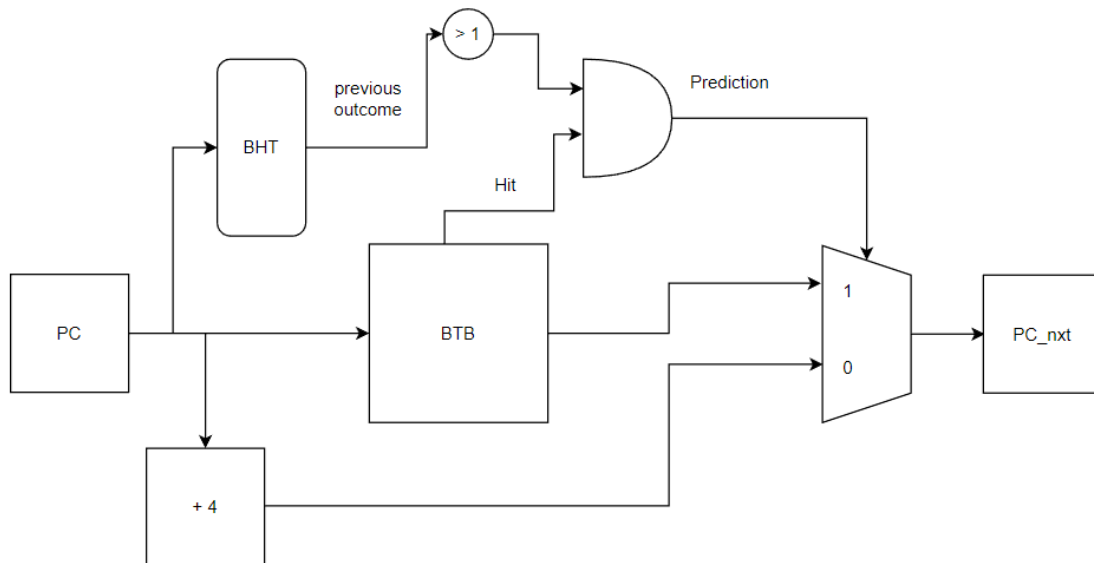 > 1
previous
outcome
Prediction
BHT
Hit
PC
BTB
1
0
PC_nxt
+ 4